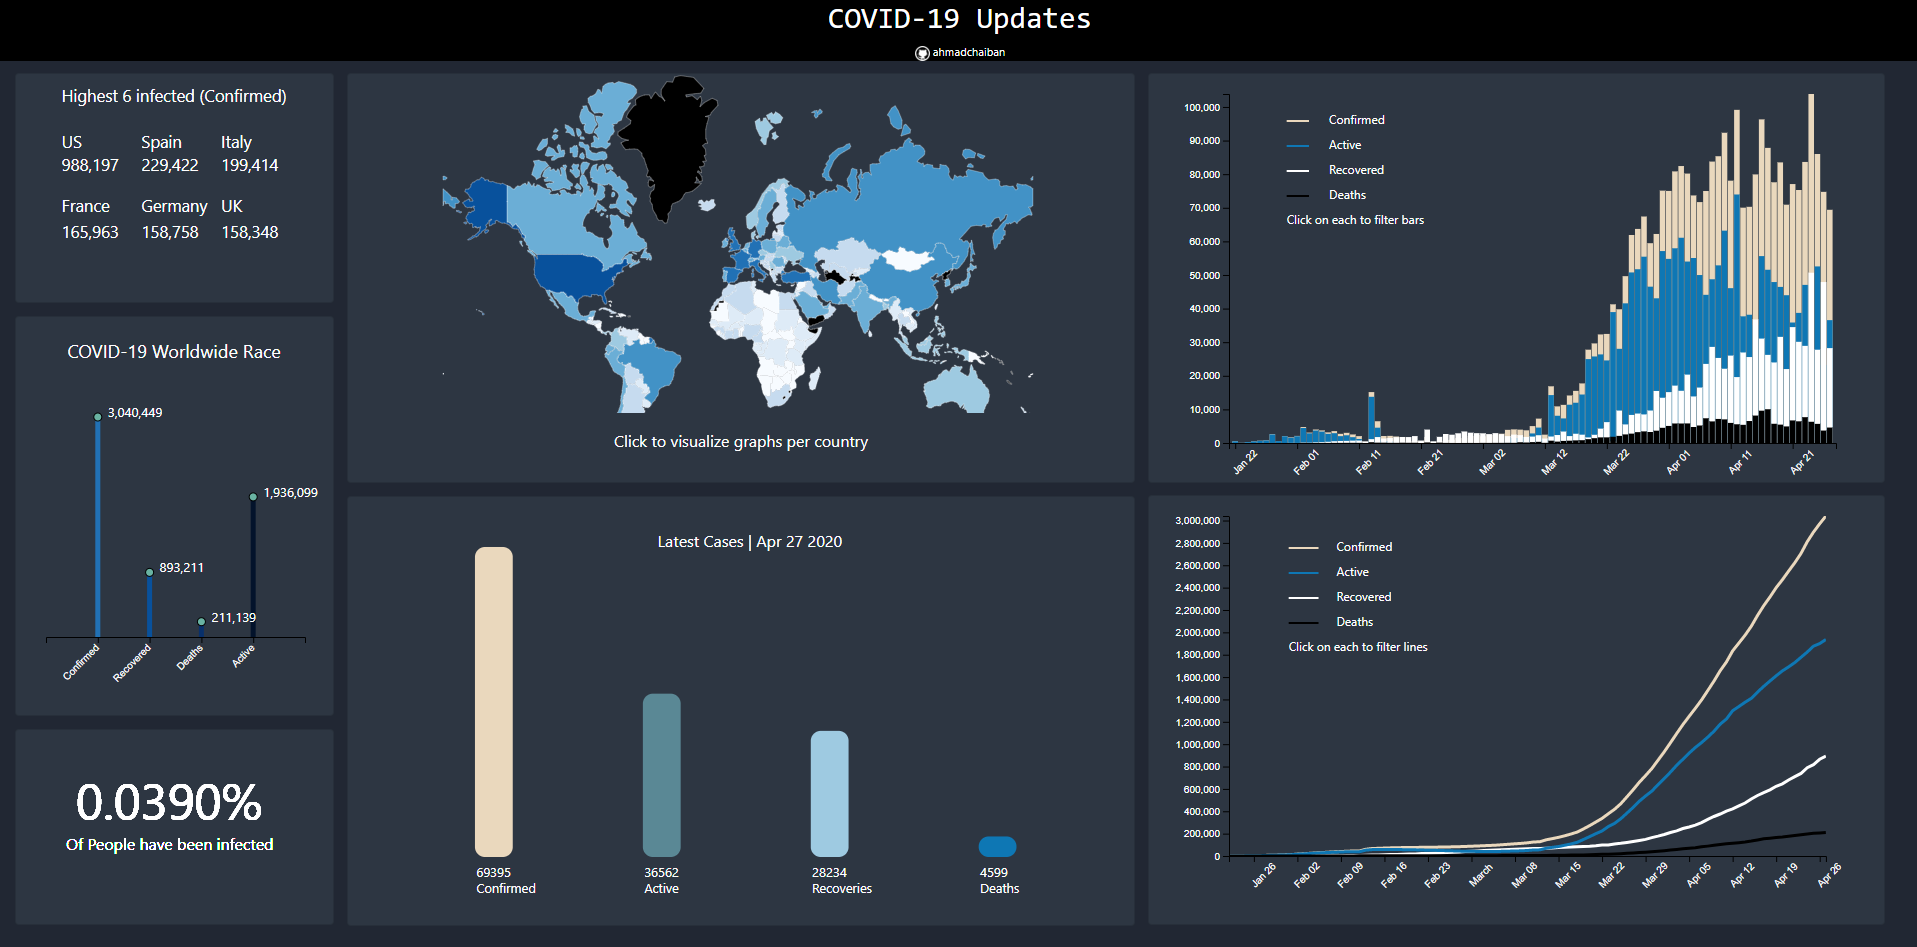 COVID-19 Updates
ahmadchaiban
Highest 6 infected (Confirmed)
US Spain Italy
988,197 229,422 199,414
France Germany UK
165,963 158,758 158,348
COVID-19 Worldwide Race
3,040,449
1,936,099
893,211
211,139
Confirmed Recovered Deaths Active
0.0390%
Of People have been infected
Click to visualize graphs per country
Latest Cases | Apr 27 2020
69395 36562 28234 4599
Confirmed Active Recoveries Deaths
100,000
90,000
80,000
70,000
60,000
50,000
40,000
30,000
20,000
10,000
0
Confirmed
Active
Recovered
Deaths
Click on each to filter bars
Jan 22 Feb 01 Feb 11 Feb 21 Mar 02 Mar 12 Mar 22 Apr 01 Apr 11 Apr 21
3,000,000
2,800,000
2,600,000
2,400,000
2,200,000
2,000,000
1,800,000
1,600,000
1,400,000
1,200,000
1,000,000
800,000
600,000
400,000
200,000
0
Confirmed
Active
Recovered
Deaths
Click on each to filter lines
Jan 26 Feb 02 Feb 09 Feb 16 Feb 23 March Mar 08 Mar 15 Mar 22 Mar 29 Apr 05 Apr 12 Apr 19 Apr 26